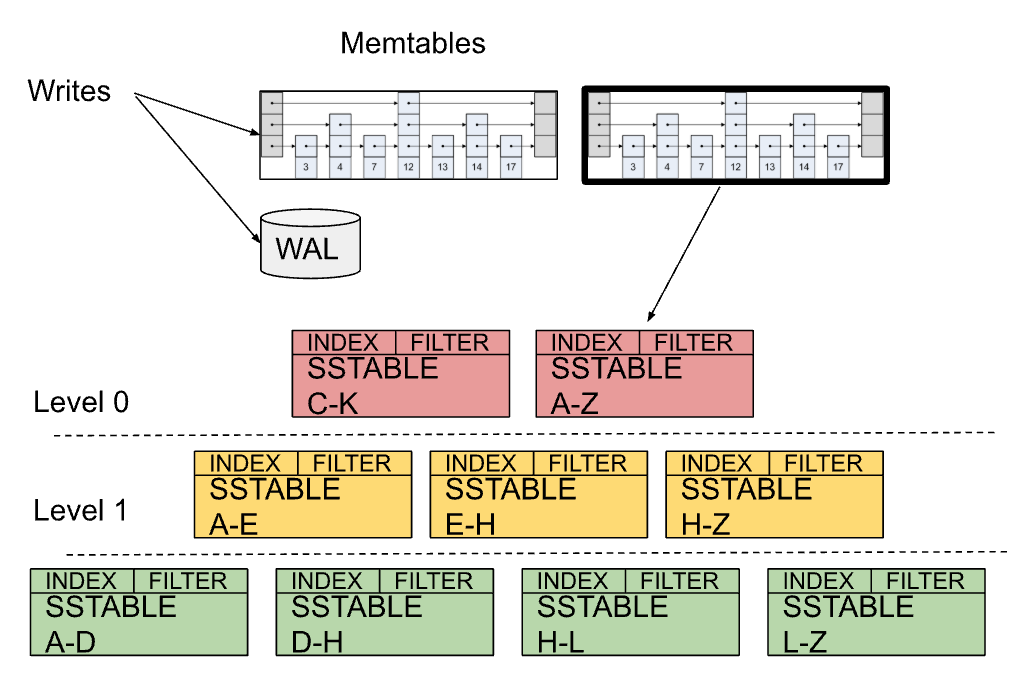 Memtables
Writes
3 4 7 12 13 14 17
3 4 7 12 13 14 17
WAL
INDEX FILTER
SSTABLE
C-K
INDEX FILTER
SSTABLE
A-Z
Level 0
INDEX FILTER
SSTABLE
A-E
INDEX FILTER
SSTABLE
E-H
INDEX FILTER
SSTABLE
H-Z
Level 1
INDEX FILTER
SSTABLE
A-D
INDEX FILTER
SSTABLE
D-H
INDEX FILTER
SSTABLE
H-L
INDEX FILTER
SSTABLE
L-Z